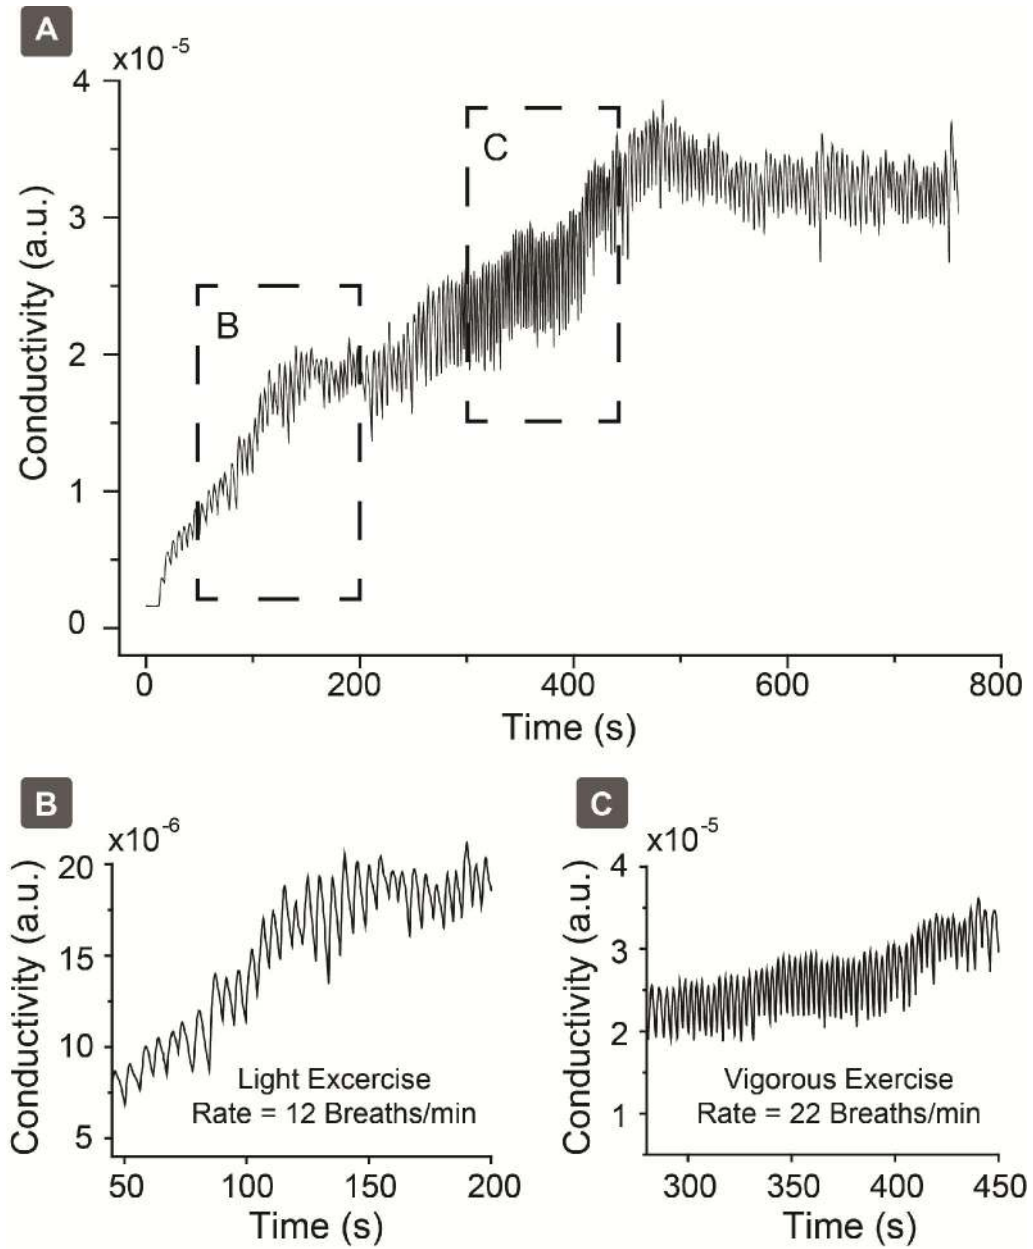 A
x10 -5
4
3
2
1
0
Conductivity (a.u.)
B
C
0
200
400
600
800
Time (s)
B
x10 -6
20
15
10
5
Conductivity (a.u.)
Light Excercise
Rate = 12 Breaths/min
50
100
150
200
Time (s)
C
x10 -5
4
3
2
1
Conductivity (a.u.)
Vigorous Exercise
Rate = 22 Breaths/min
300
350
400
450
Time (s)